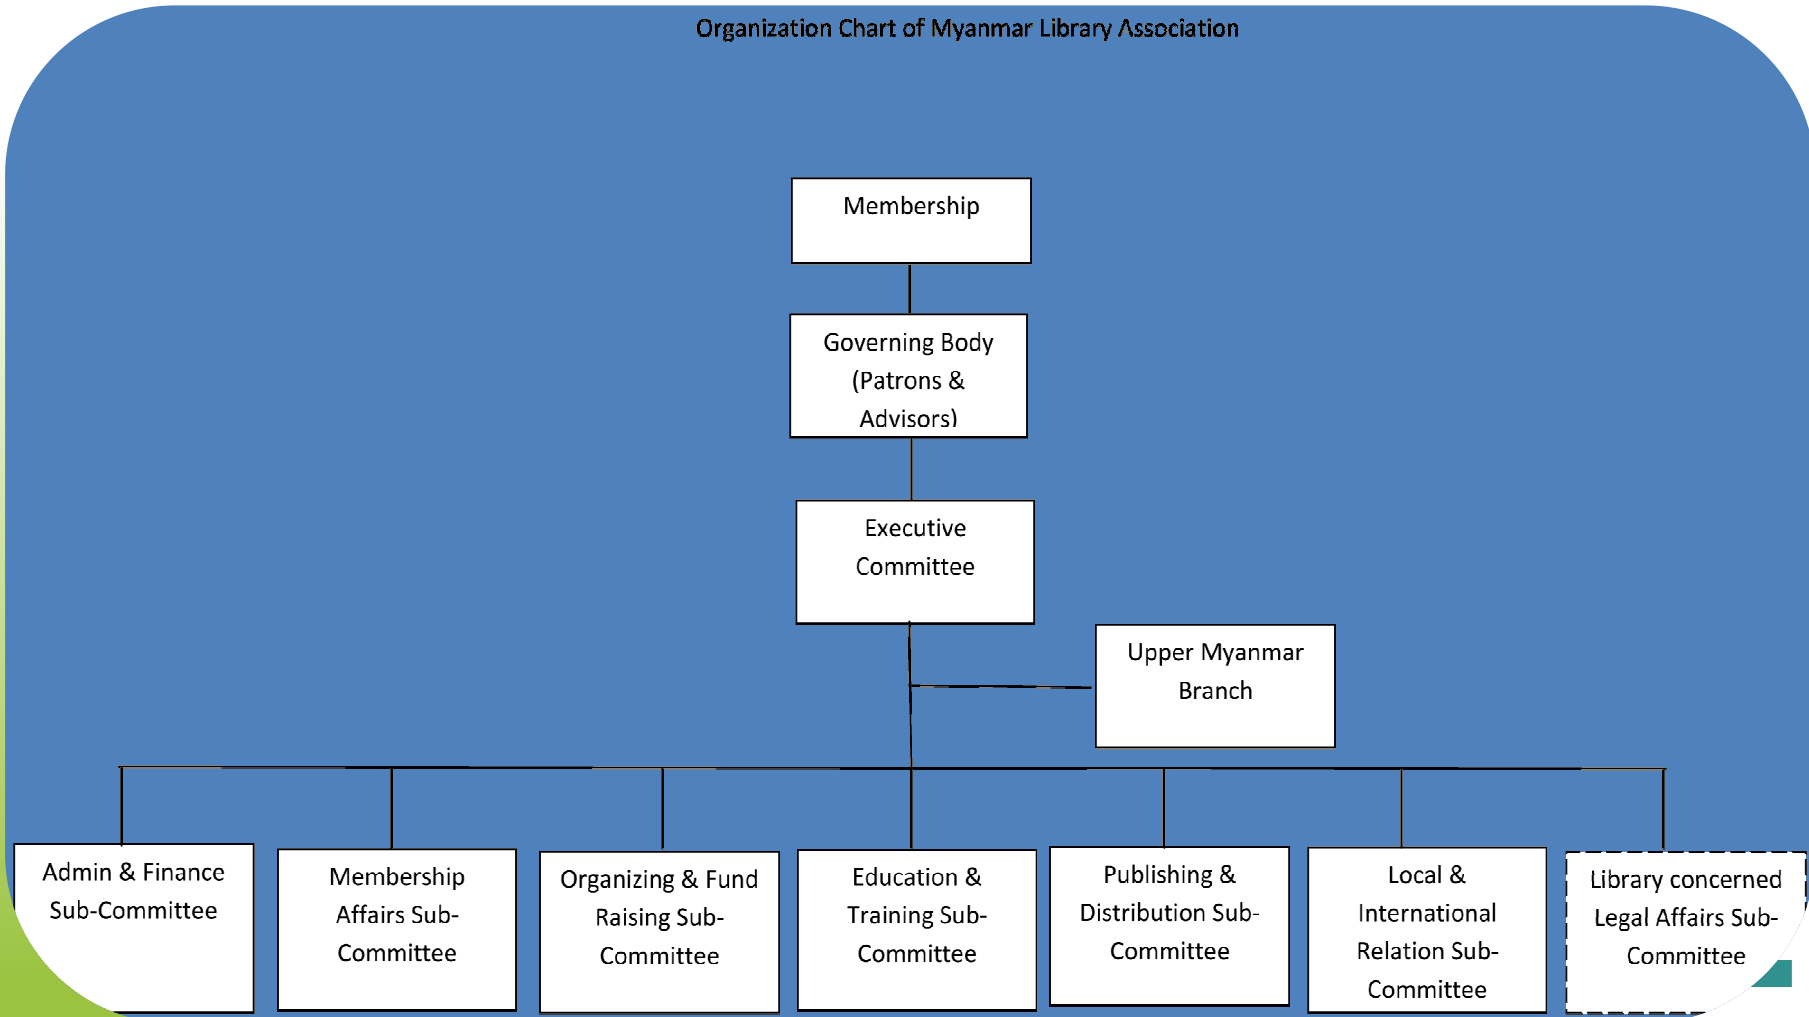 Organization Chart of Myanmar Library Association
Membership
Governing Body
(Patrons &
Advisors)
Executive
Committee
Upper Myanmar
Branch
Admin & Finance
Sub-Committee
Membership
Affairs Sub-
Committee
Organizing & Fund
Raising Sub-
Committee
Education &
Training Sub-
Committee
Publishing &
Distribution Sub-
Committee
Local &
International
Relation Sub-
Committee
Library concerned
Legal Affairs Sub-
Committee